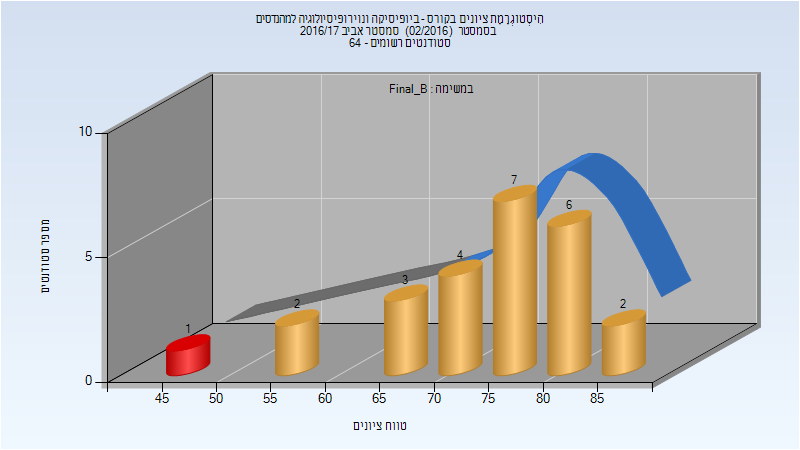 היסטוגרמת ציונים בקורס - ביופיסיקה ונוירופיסיולוגיה למהנדסים
בסמסטר (02/2016) סמסטר אביב 2016/17
סטודנטים רשומים - 64
במשימה : Final_B
10
5
0
מספר סטודנטים
1
2
3
4
7
6
2
45 50 55 60 65 70 75 80 85
טווח ציונים